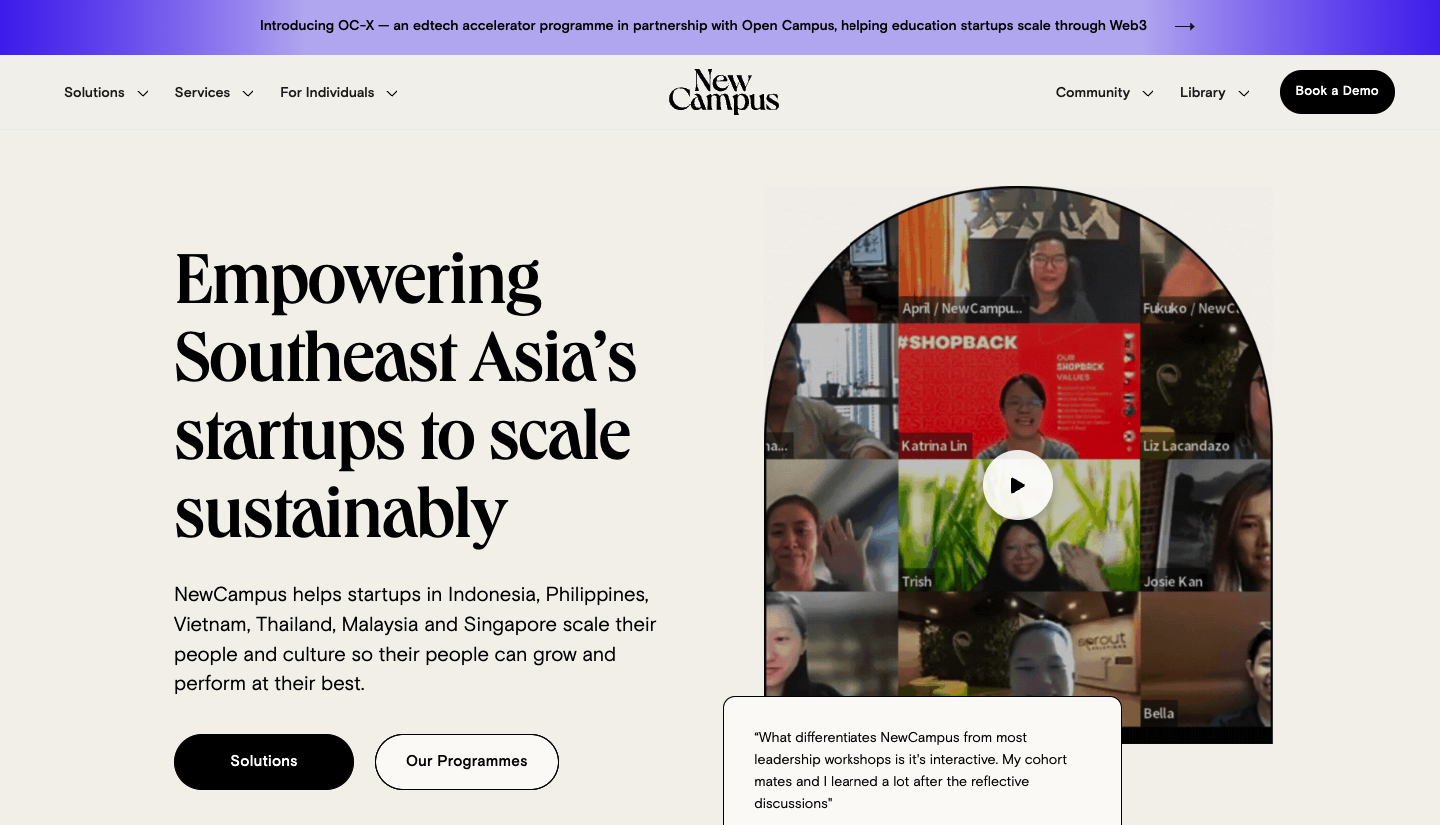 Introducing OC-X — an edtech accelerator programme in partnership with Open Campus, helping education startups scale through Web3
Solutions
Services
For Individuals
New
Campus
Community
Library
Book a Demo
Empowering
Southeast Asia’s
startups to scale
sustainably
NewCampus helps startups in Indonesia, Philippines,
Vietnam, Thailand, Malaysia and Singapore scale their
people and culture so their people can grow and
perform at their best.
Solutions
Our Programmes
April / NewCampu...
Fukuko / NewC
#SHOPBACK
OUR
SHOPBACK
VALUES
na...
Katrina Lin
Liz Lacandazo
Trish
Josie Kan
sprout
SOLUTIONS
Bella
“What differentiates NewCampus from most
leadership workshops is it’s interactive. My cohort
mates and I learned a lot after the reflective
discussions”